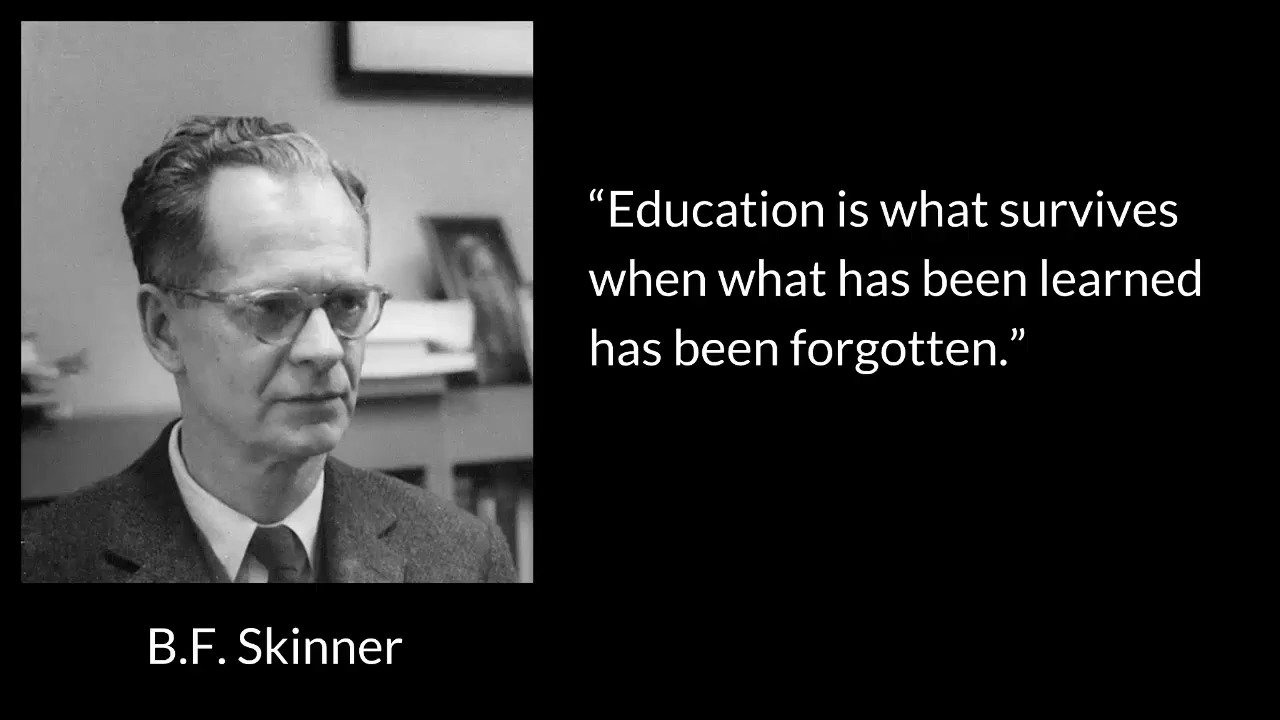 “Education is what survives
when what has been learned
has been forgotten.”
B.F. Skinner